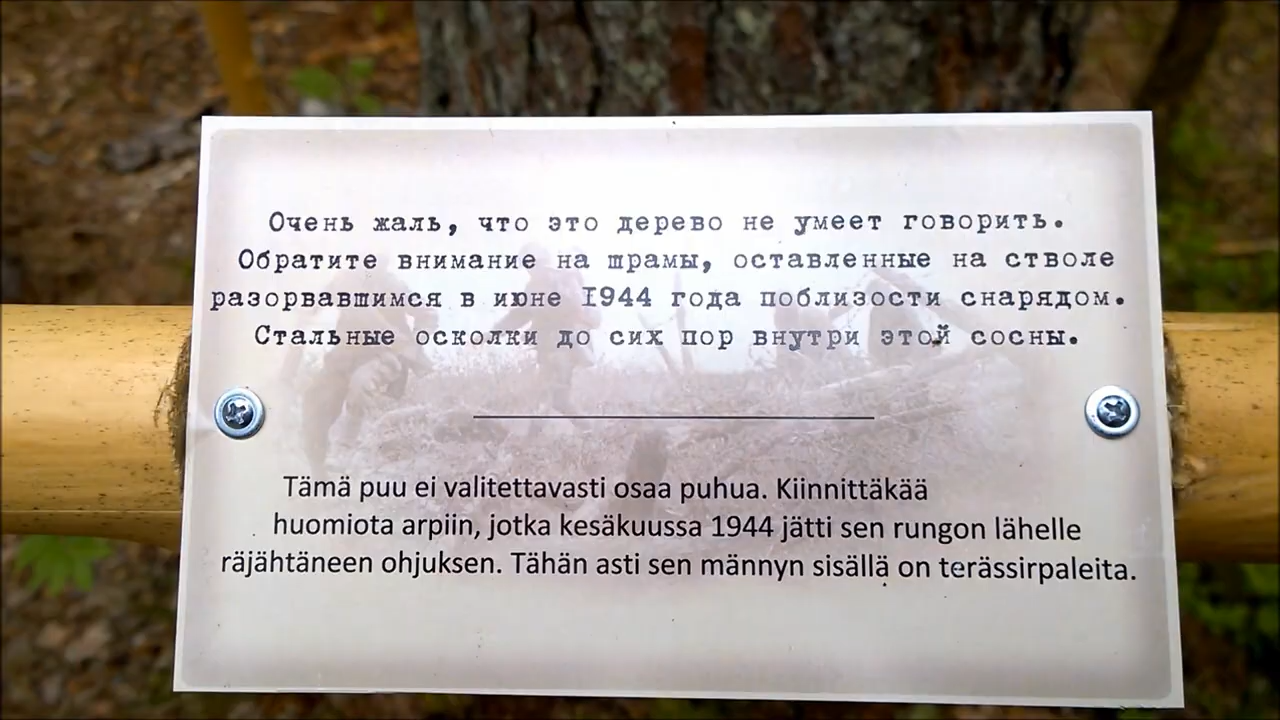 Очень жаль, что это дерево не умеет говорить.
Обратите внимание на шрамы, оставленные на стволе
разорвавшимся в июне 1944 года поблизости снарядом.
Стальные осколки до сих пор внутри этой сосны.
Tämä puu ei valitettavasti osaa puhua. Kiinnittäkää
huomiota arpiin, jotka kesäkuussa 1944 jätti sen rungon lähelle
räjähtäneen ohjuksen. Tähän asti sen männyn sisällä on terässirpaleita.